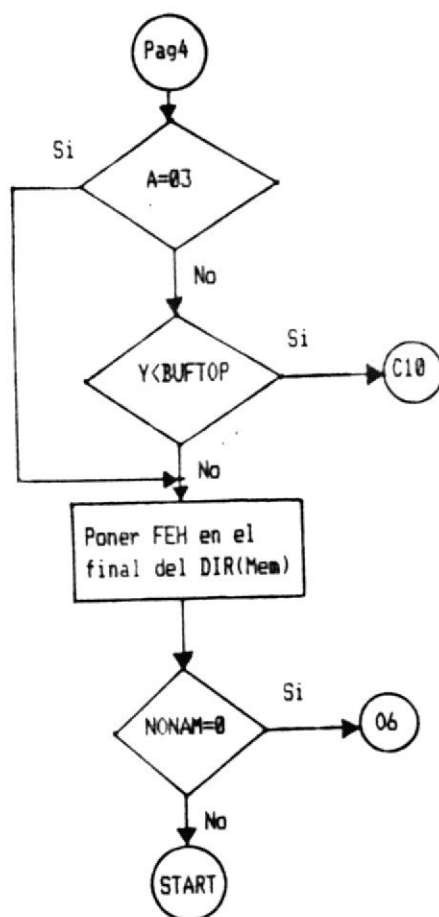 Pag4
Si
A=03
No
Si
Y<BUFTOP
C10
No
Poner FEH en el
final del DIR(Mem)
Si
NONAM=0
06
No
START